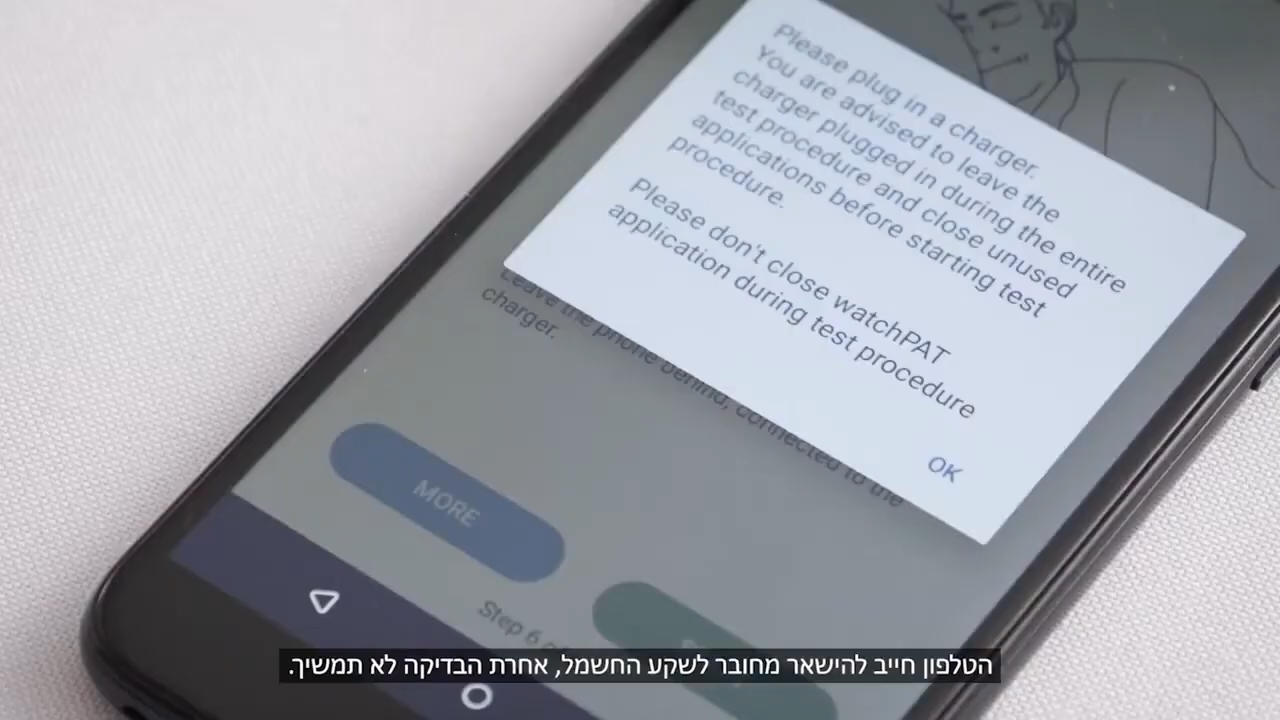 Please plug in a charger.
You are advised to leave the
charger plugged in during the entire
test procedure and close unused
applications before starting test
procedure.
Please don't close watchPAT
application during test procedure
OK
Leave the phone behind, connected to the
charger.
MORE
Step 6
הטלפון חייב להישאר מחובר לשקע החשמל, אחרת הבדיקה לא תמשיך.